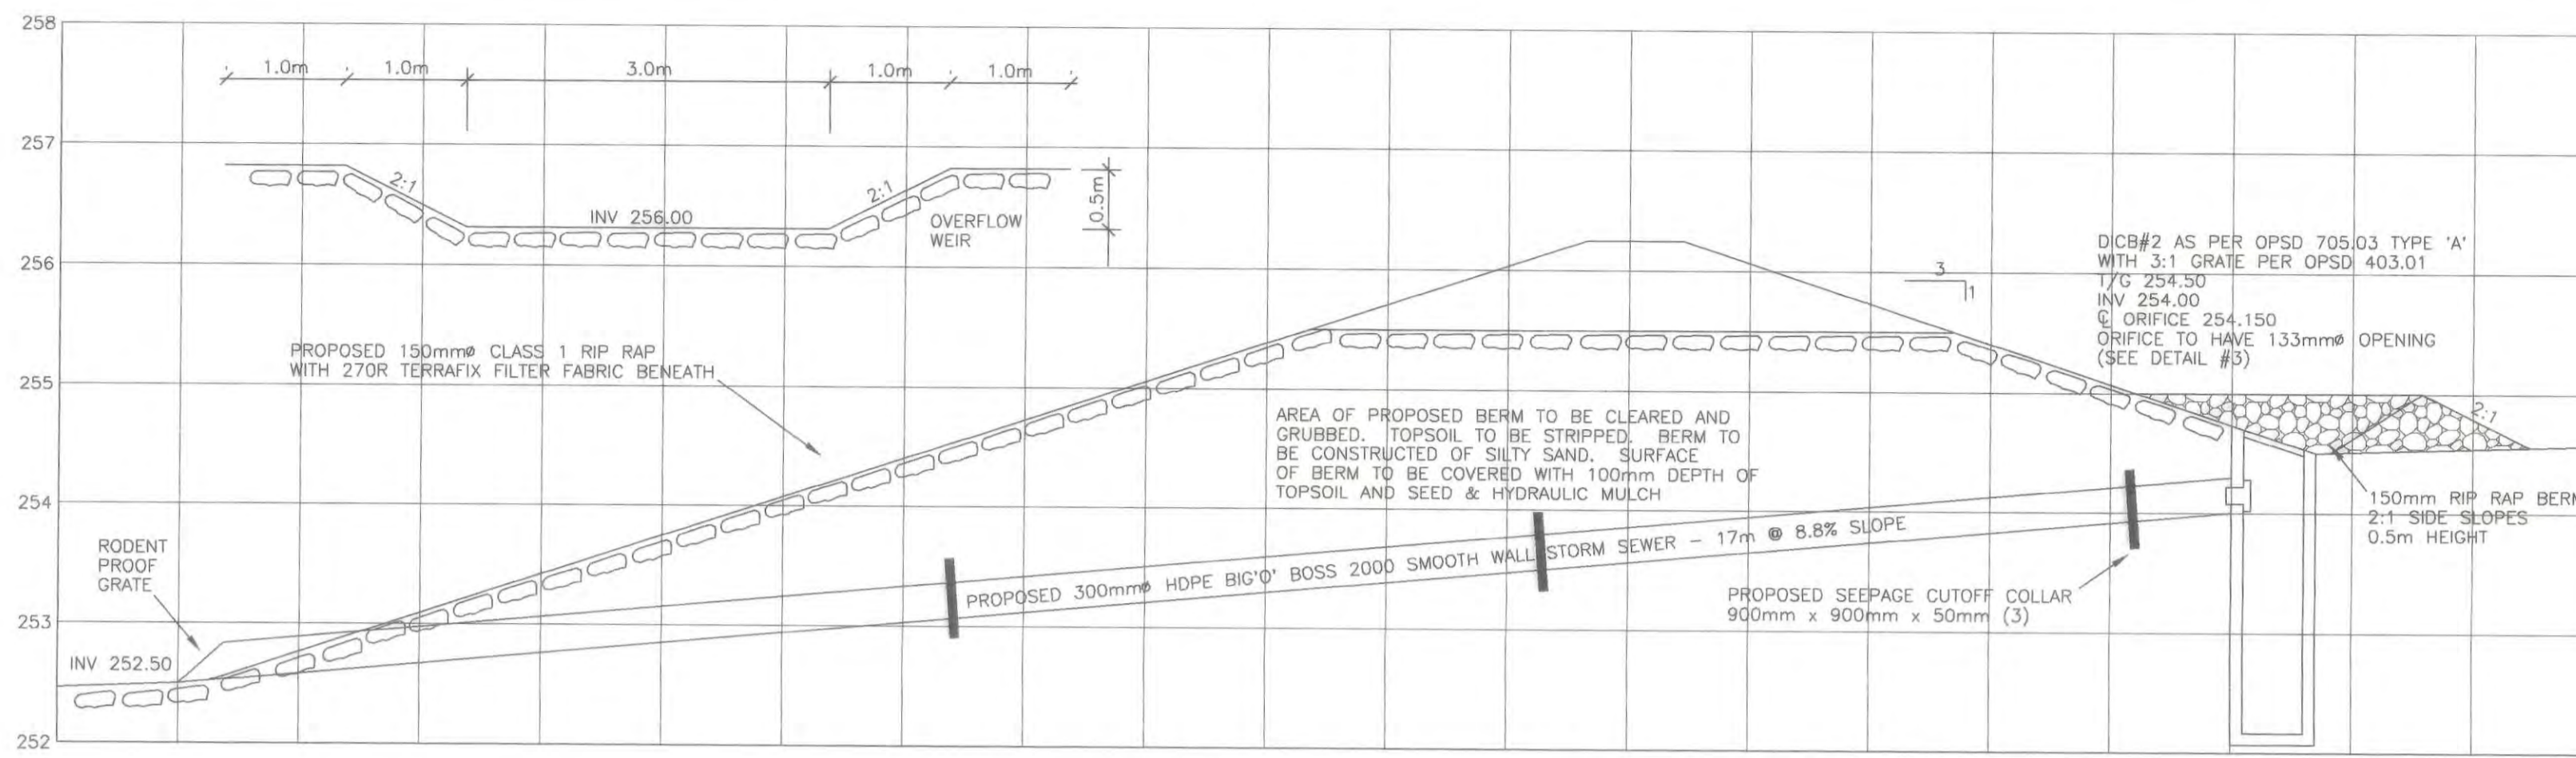 258
257
256
255
254
253
252
1.0m
1.0m
3.0m
1.0m
1.0m
2:1
INV 256.00
2:1
OVERFLOW
WEIR
0.5m
3
1
DICB#2 AS PER OPSD 705.03 TYPE 'A'
WITH 3:1 GRATE PER OPSD 403.01
T/G 254.50
INV 254.00
℄ ORIFICE 254.150
ORIFICE TO HAVE 133mmø OPENING
(SEE DETAIL #3)
PROPOSED 150mmø CLASS 1 RIP RAP
WITH 270R TERRAFIX FILTER FABRIC BENEATH
AREA OF PROPOSED BERM TO BE CLEARED AND
GRUBBED. TOPSOIL TO BE STRIPPED. BERM TO
BE CONSTRUCTED OF SILTY SAND. SURFACE
OF BERM TO BE COVERED WITH 100mm DEPTH OF
TOPSOIL AND SEED & HYDRAULIC MULCH
2:1
150mm RIP RAP BERM
2:1 SIDE SLOPES
0.5m HEIGHT
RODENT
PROOF
GRATE
PROPOSED 300mmø HDPE BIG'O' BOSS 2000 SMOOTH WALL STORM SEWER - 17m @ 8.8% SLOPE
PROPOSED SEEPAGE CUTOFF COLLAR
900mm x 900mm x 50mm (3)
INV 252.50